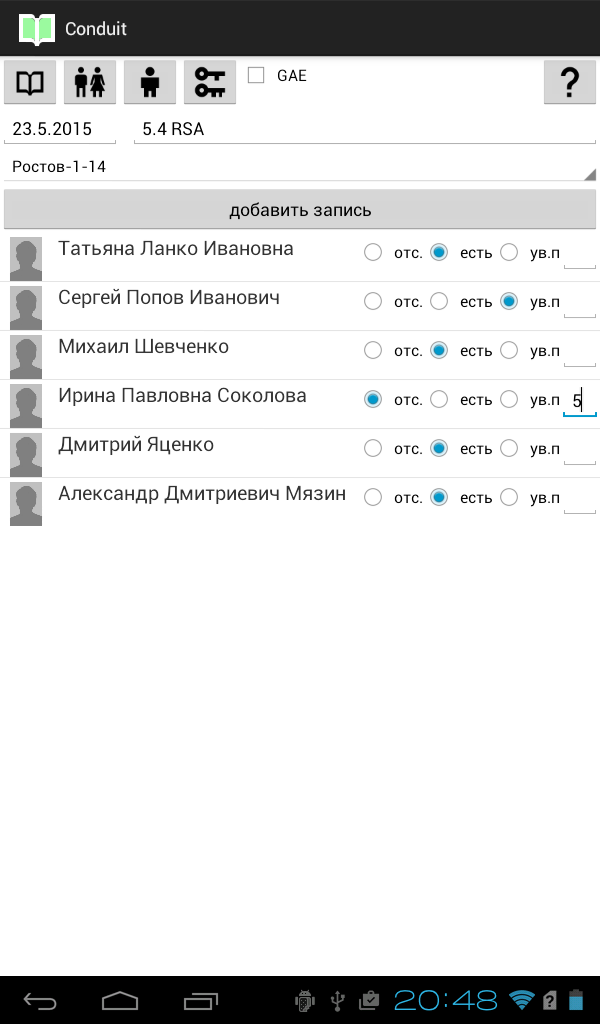 Conduit
GAE
?
23.5.2015 5.4 RSA
Ростов-1-14
добавить запись
Татьяна Ланко Ивановна отс. есть ув.п
Сергей Попов Иванович отс. есть ув.п
Михаил Шевченко отс. есть ув.п
Ирина Павловна Соколова отс. есть ув.п 5
Дмитрий Яценко отс. есть ув.п
Александр Дмитриевич Мязин отс. есть ув.п
20:48